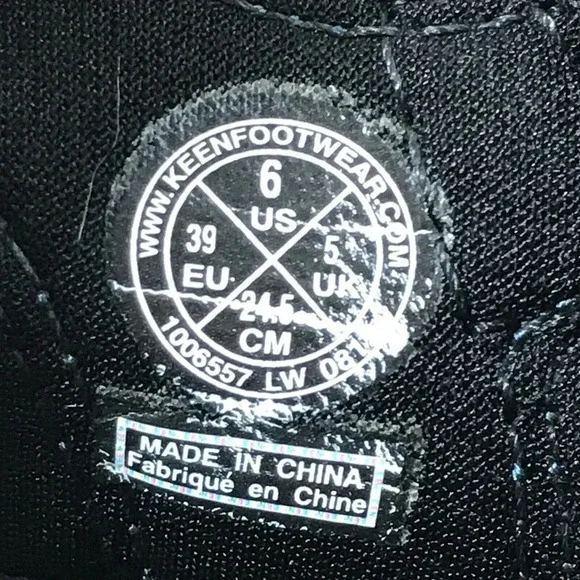 WWW.KEENFOOTWEAR.COM
6
US
39
EU
5
UK
24.5
CM
1006557 LW
MADE IN CHINA
Fabriqué en Chine